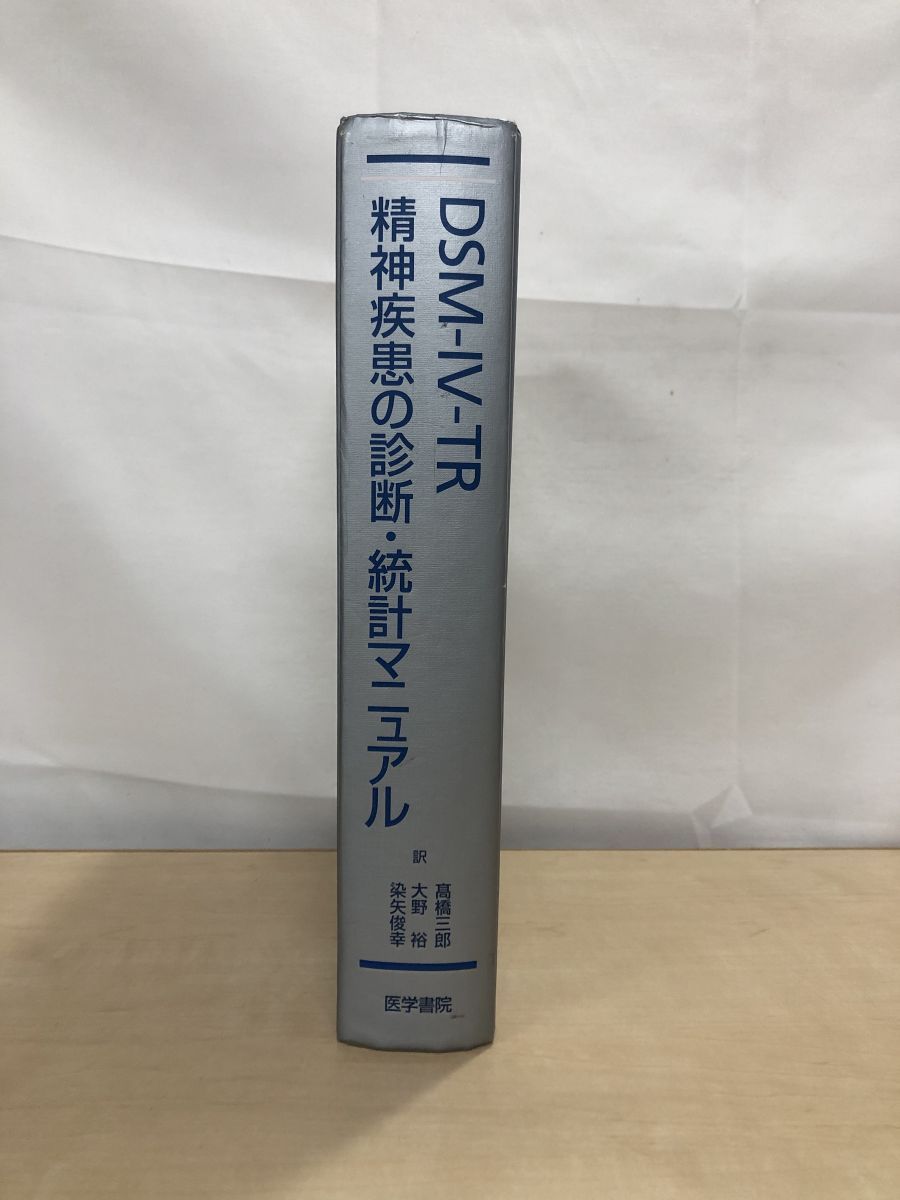 DSM-IV-TR
精神疾患の診断・統計マニュアル
訳
髙橋三郎
大野 裕
染矢俊幸
医学書院